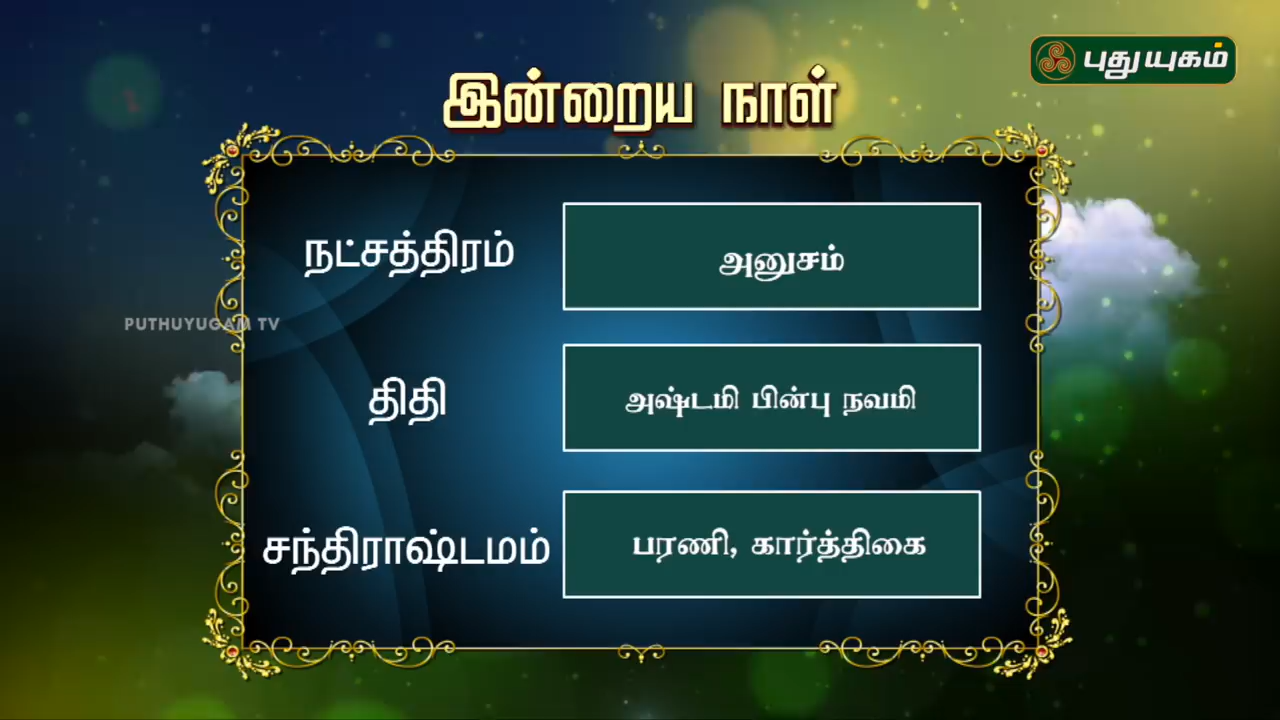 புதுயுகம்
இன்றைய நாள்
நட்சத்திரம் அனுசம்
PUTHUYUGAM TV
திதி அஷ்டமி பின்பு நவமி
சந்திராஷ்டமம் பரணி, கார்த்திகை